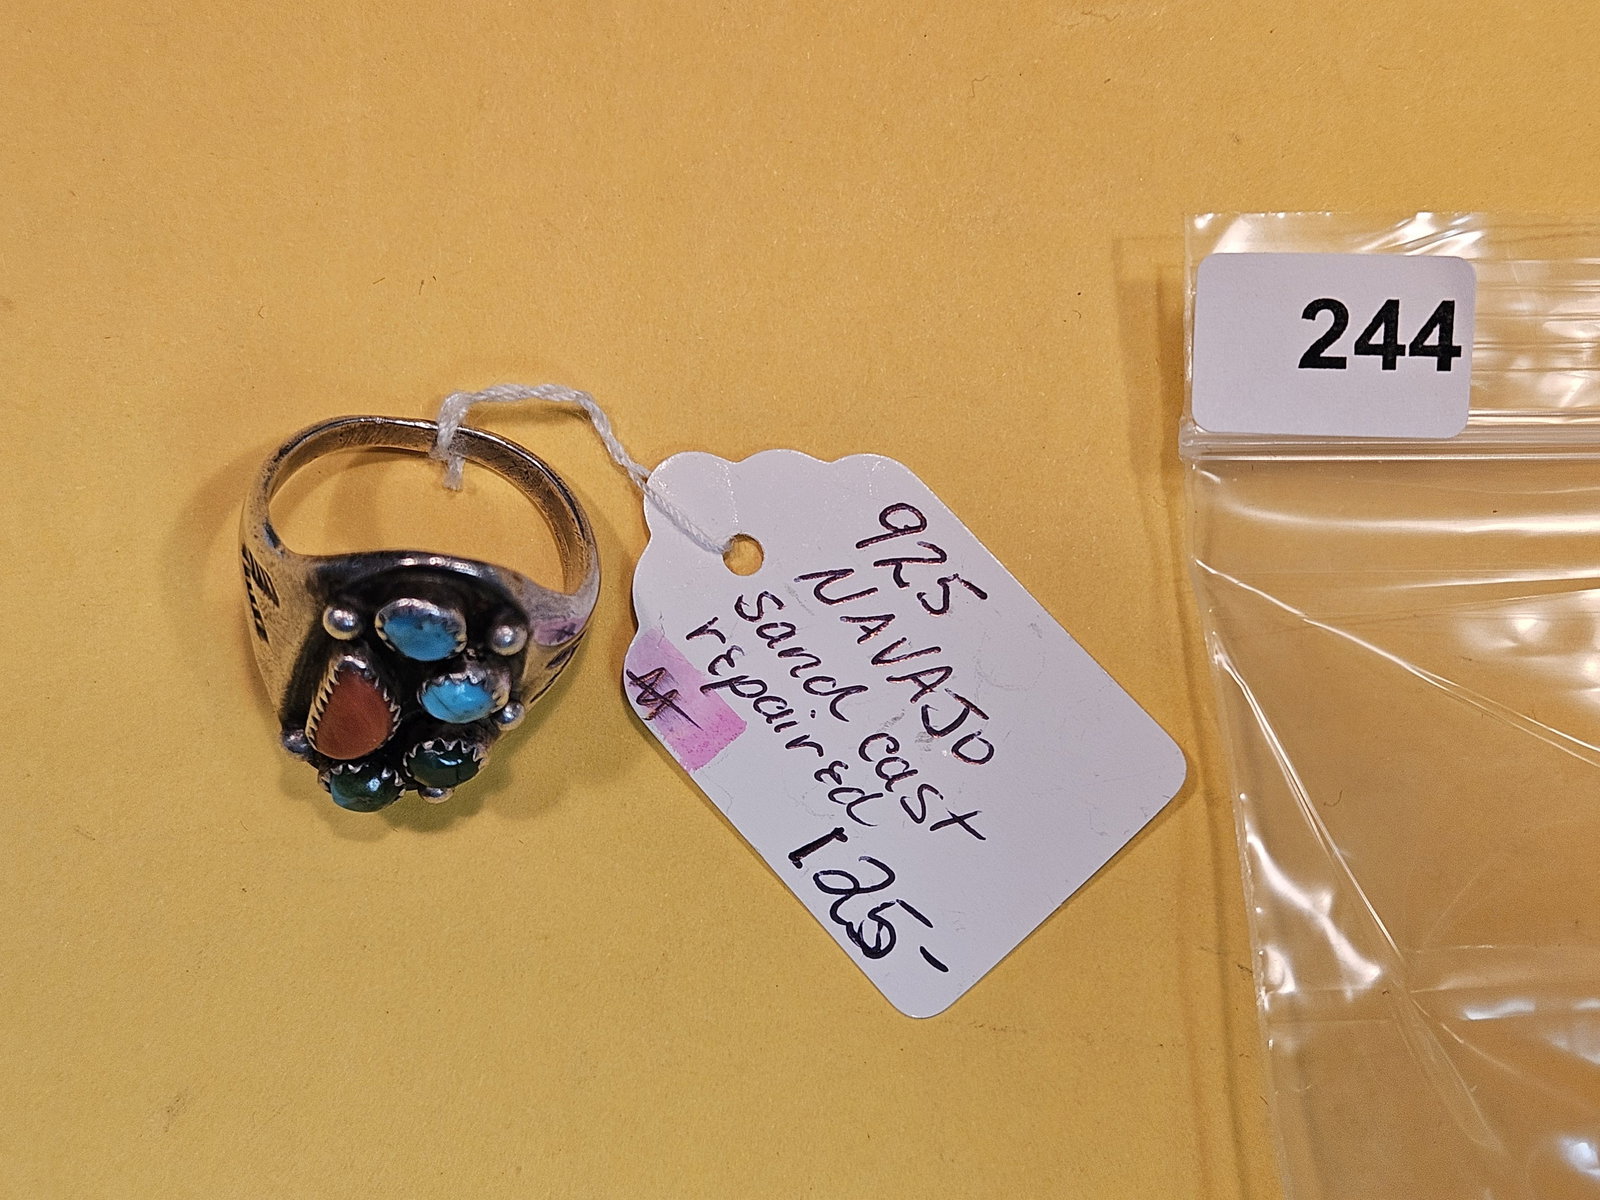 925
NAVAJO
sand cast
repaired
125-
244